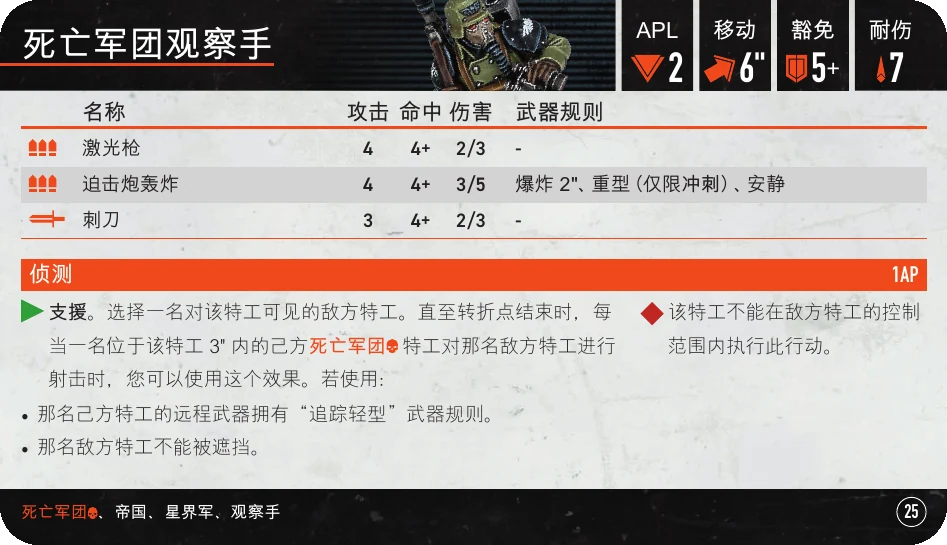 死亡军团观察手
APL 移动 豁免 耐伤
2 6" 5+ 7
名称 攻击 命中 伤害 武器规则
激光枪 4 4+ 2/3 -
迫击炮轰炸 4 4+ 3/5 爆炸 2"、重型（仅限冲刺）、安静
刺刀 3 4+ 2/3 -
侦测 1AP
支援。选择一名对该特工可见的敌方特工。直至转折点结束时，每
当一名位于该特工 3" 内的己方死亡军团特工对那名敌方特工进行
射击时，您可以使用这个效果。若使用:
• 那名己方特工的远程武器拥有“追踪轻型”武器规则。
• 那名敌方特工不能被遮挡。
该特工不能在敌方特工的控制
范围内执行此行动。
死亡军团、帝国、星界军、观察手
25